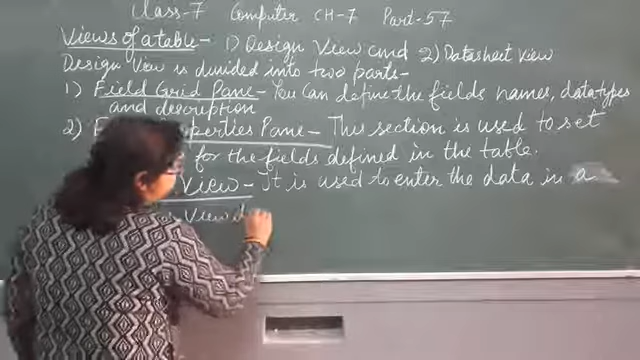 Class-7 Computer CH-7 Part-57
Views of a table- 1) Design View and 2) Datasheet View
Design View is divided into two parts-
1) Field Grid Pane- You can define the fields names, datatypes
and description
2) Properties Pane- This section is used to set
for the fields defined in the table.
View- It is used to enter the data in a
View